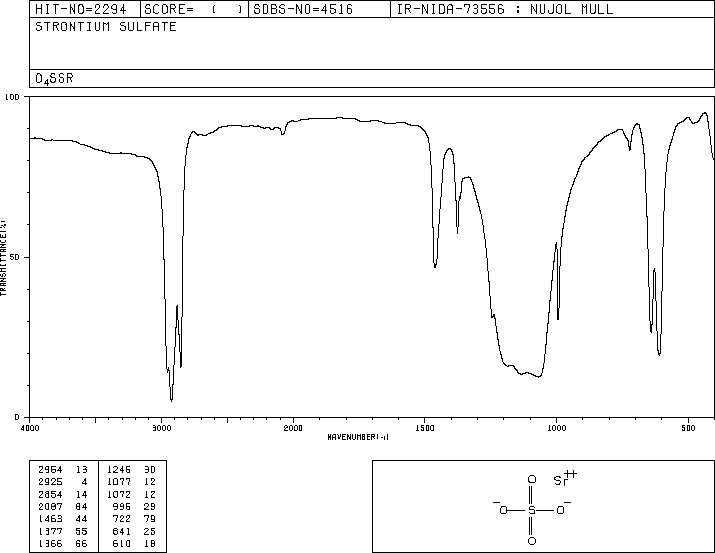 HIT-NO=2294 SCORE= ( ) SDBS-NO=4516 IR-NIDA-73556 : NUJOL MULL
STRONTIUM SULFATE
O4SSR
100
50
0
TRANSMITTANCE(%)
4000 3000 2000 1500 1000 500
WAVENUMBER(-1)
2964 13 1246 30
2925 4 1077 12
2854 14 1072 12
2087 84 996 29
1463 44 722 79
1377 55 641 25
1366 66 610 18
O Sr++
-O S O-
O